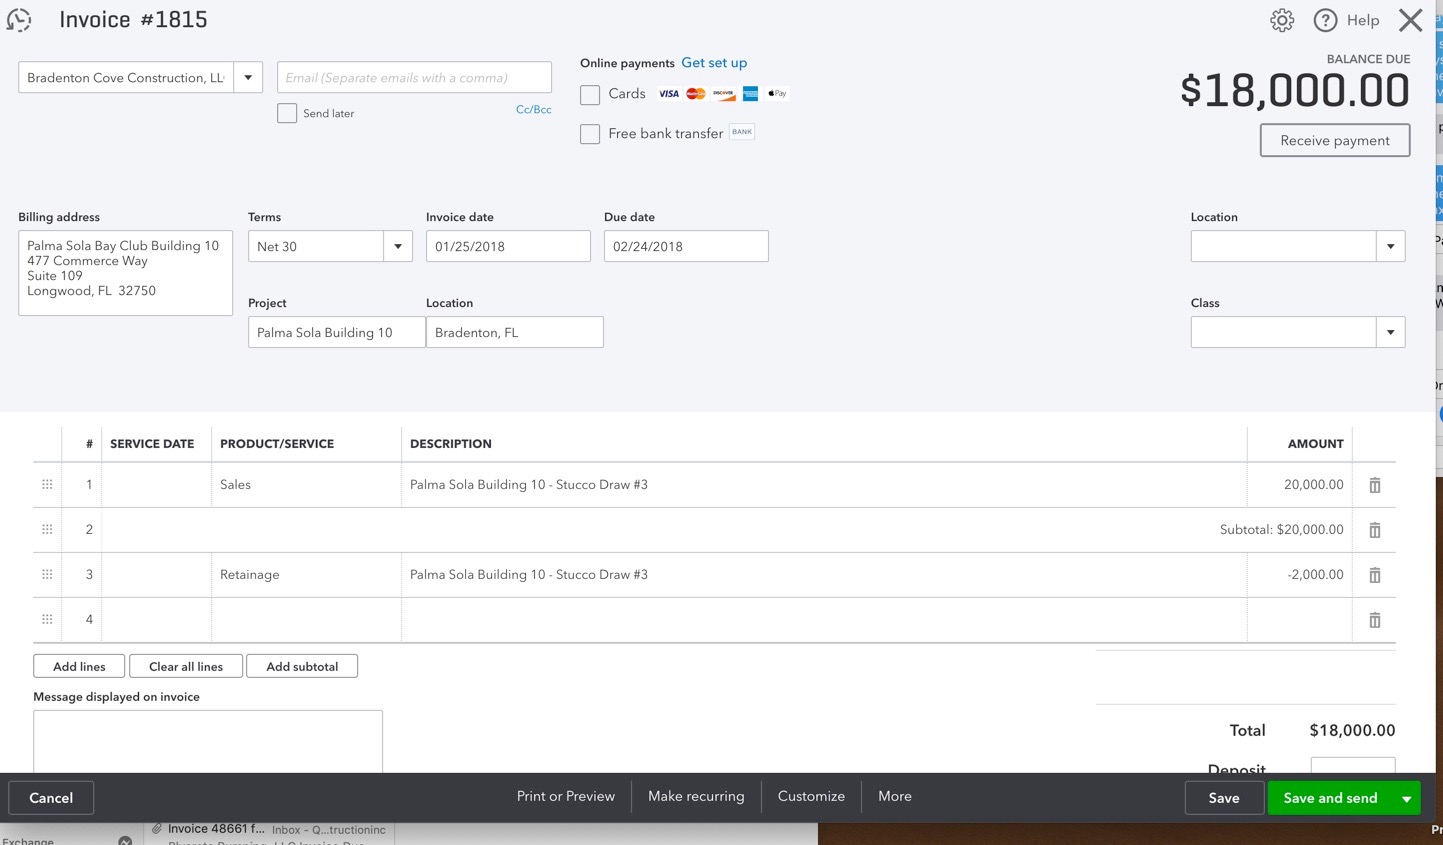 Invoice #1815
Help
Bradenton Cove Construction, LL
Email (Separate emails with a comma)
Send later
Cc/Bcc
Online payments Get set up
Cards VISA MasterCard DISCOVER Pay
Free bank transfer BANK
BALANCE DUE
$18,000.00
Receive payment
Billing address
Palma Sola Bay Club Building 10
477 Commerce Way
Suite 109
Longwood, FL 32750
Terms
Net 30
Invoice date
01/25/2018
Due date
02/24/2018
Location
Project
Palma Sola Building 10
Location
Bradenton, FL
Class
# SERVICE DATE PRODUCT/SERVICE DESCRIPTION AMOUNT
1 Sales Palma Sola Building 10 - Stucco Draw #3 20,000.00
2 Subtotal: $20,000.00
3 Retainage Palma Sola Building 10 - Stucco Draw #3 -2,000.00
4
Add lines Clear all lines Add subtotal
Message displayed on invoice
Total $18,000.00
Deposit
Cancel Print or Preview Make recurring Customize More Save Save and send
Invoice 48661 f... Inbox - Q...tructioninc
Exchange